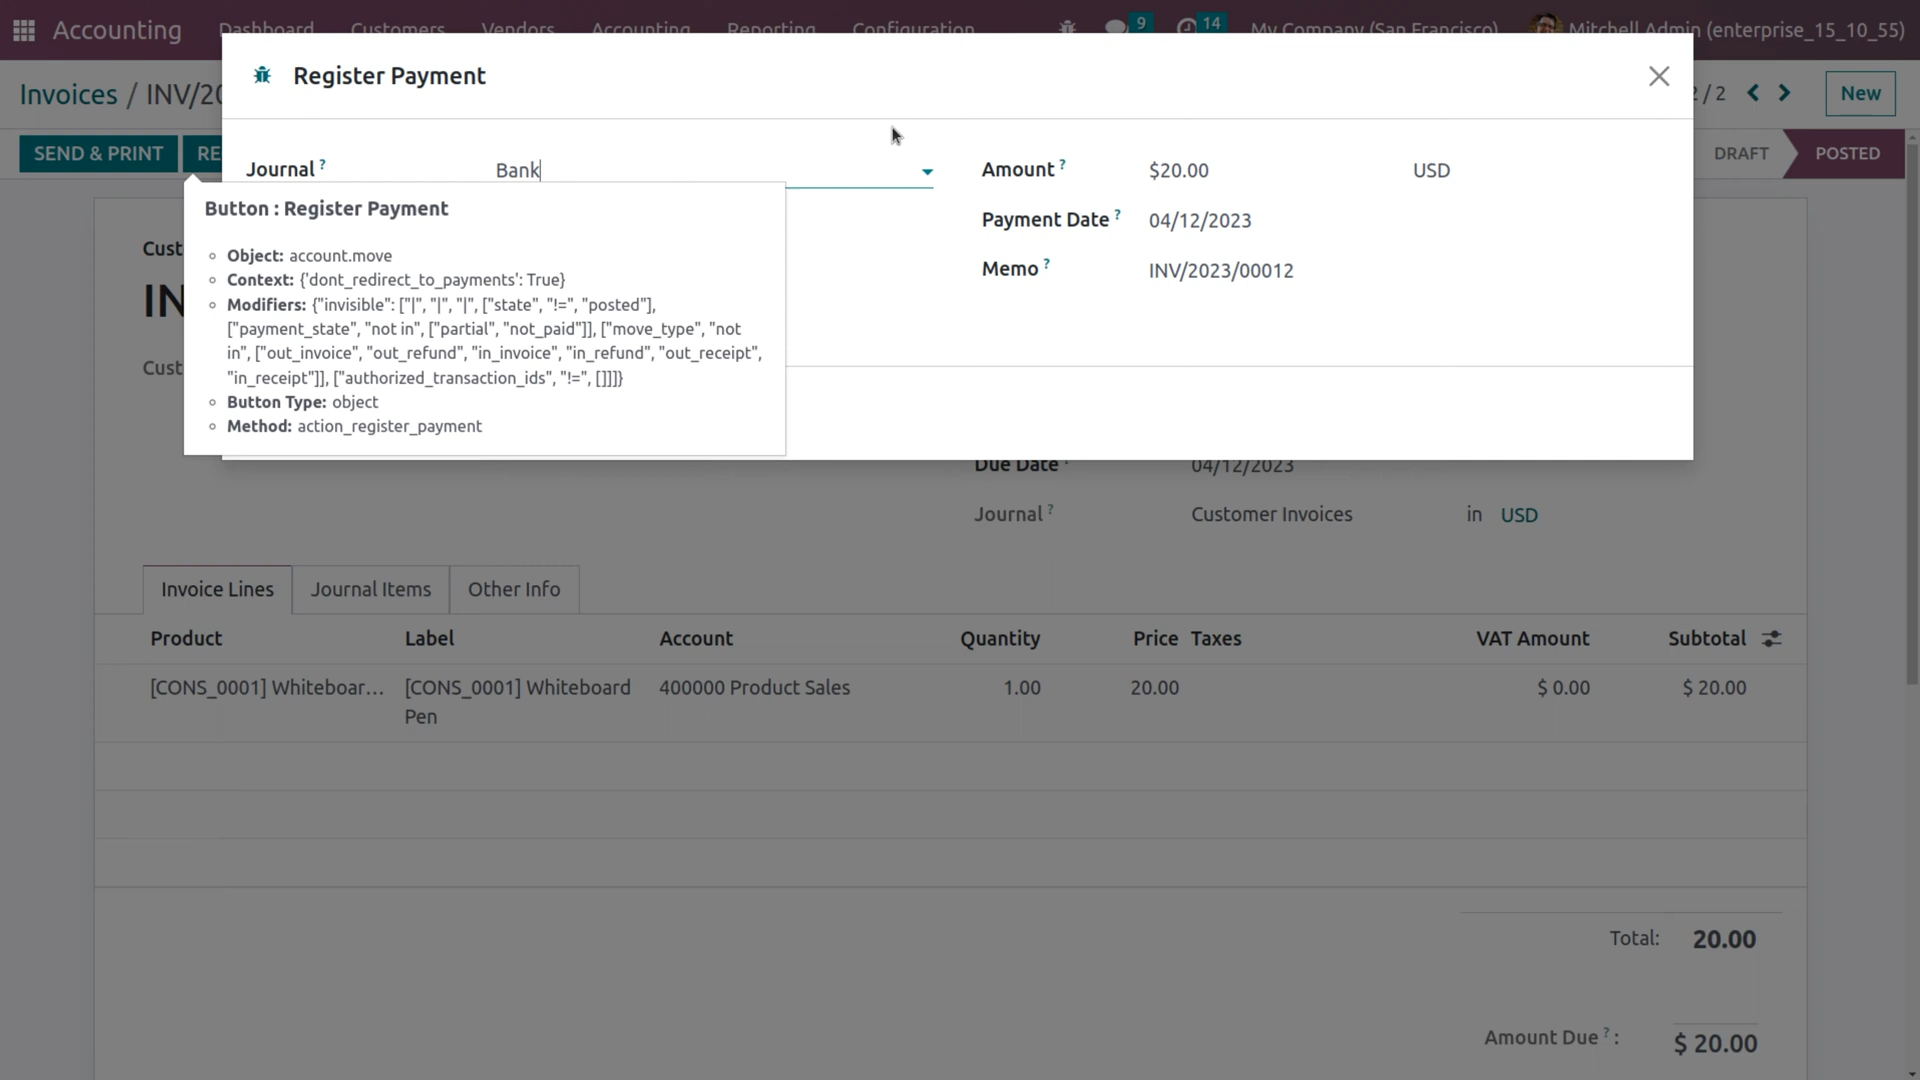 Accounting Dashboard Customers Vendors Accounting Reporting Configuration 9 14 My Company (San Francisco) Mitchell Admin (enterprise_15_10_55)
Register Payment
Invoices / INV/20
2 / 2 New
SEND & PRINT RE
DRAFT POSTED
Journal ? Bank
Amount ? $20.00 USD
Button : Register Payment
Payment Date ? 04/12/2023
Memo ? INV/2023/00012
Cust
IN
Cust
Object: account.move
Context: {'dont_redirect_to_payments': True}
Modifiers: {"invisible": ["|", "|", "|", ["state", "!=", "posted"],
["payment_state", "not in", ["partial", "not_paid"]], ["move_type", "not
in", ["out_invoice", "out_refund", "in_invoice", "in_refund", "out_receipt",
"in_receipt"]], ["authorized_transaction_ids", "!=", []]]}
Button Type: object
Method: action_register_payment
Due Date 04/12/2023
Journal ? Customer Invoices in USD
Invoice Lines Journal Items Other Info
Product Label Account Quantity Price Taxes VAT Amount Subtotal
[CONS_0001] Whiteboar... [CONS_0001] Whiteboard 400000 Product Sales 1.00 20.00 $ 0.00 $ 20.00
Pen
Total: 20.00
Amount Due ? : $ 20.00